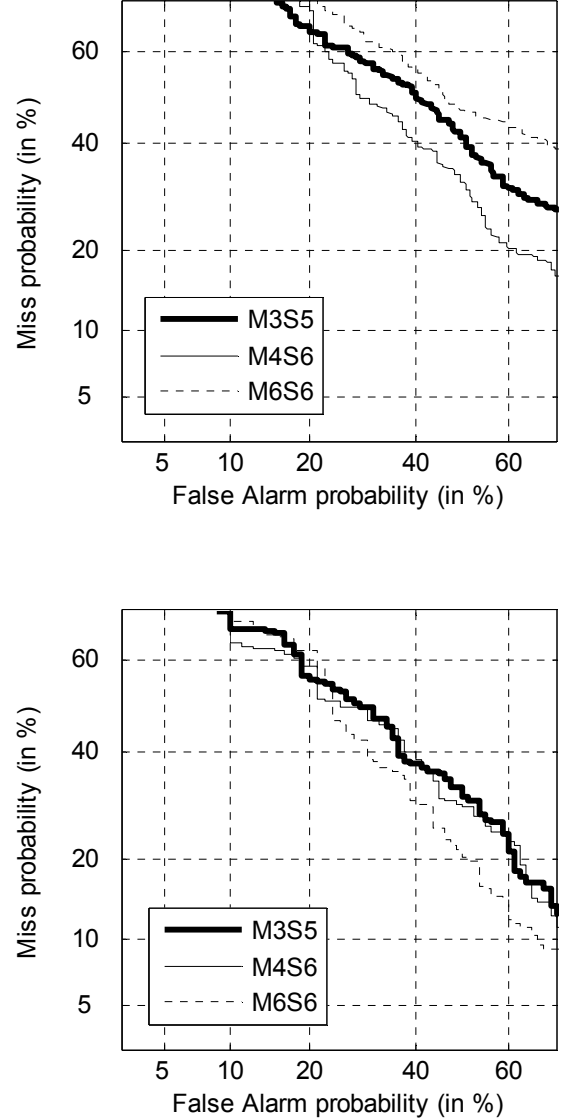 60
40
20
10
5
Miss probability (in %)
M3S5
M4S6
M6S6
5 10 20 40 60
False Alarm probability (in %)
60
40
20
10
5
Miss probability (in %)
M3S5
M4S6
M6S6
5 10 20 40 60
False Alarm probability (in %)